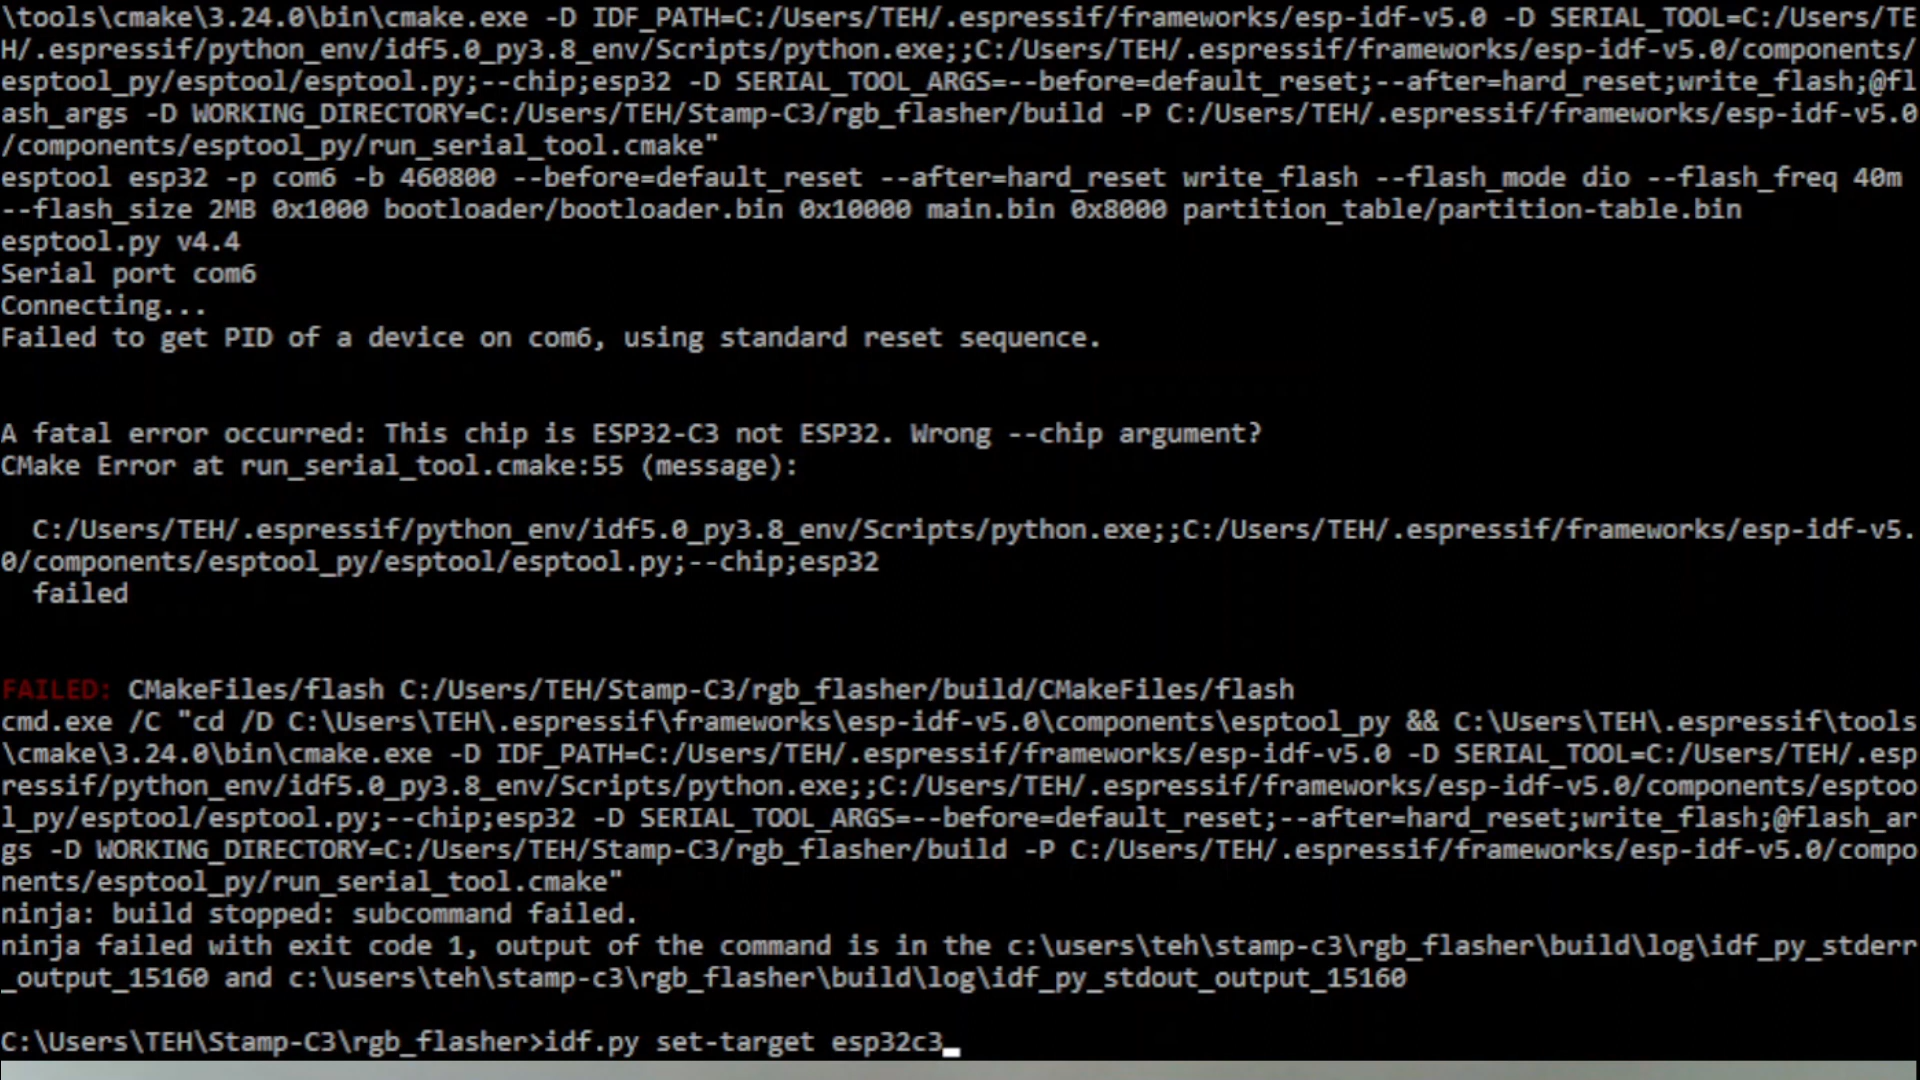 \tools\cmake\3.24.0\bin\cmake.exe -D IDF_PATH=C:/Users/TEH/.espressif/frameworks/esp-idf-v5.0 -D SERIAL_TOOL=C:/Users/TE
H/.espressif/python_env/idf5.0_py3.8_env/Scripts/python.exe;;C:/Users/TEH/.espressif/frameworks/esp-idf-v5.0/components/
esptool_py/esptool/esptool.py;--chip;esp32 -D SERIAL_TOOL_ARGS=--before=default_reset;--after=hard_reset;write_flash;@fl
ash_args -D WORKING_DIRECTORY=C:/Users/TEH/Stamp-C3/rgb_flasher/build -P C:/Users/TEH/.espressif/frameworks/esp-idf-v5.0
/components/esptool_py/run_serial_tool.cmake"
esptool esp32 -p com6 -b 460800 --before=default_reset --after=hard_reset write_flash --flash_mode dio --flash_freq 40m
--flash_size 2MB 0x1000 bootloader/bootloader.bin 0x10000 main.bin 0x8000 partition_table/partition-table.bin
esptool.py v4.4
Serial port com6
Connecting...
Failed to get PID of a device on com6, using standard reset sequence.
A fatal error occurred: This chip is ESP32-C3 not ESP32. Wrong --chip argument?
CMake Error at run_serial_tool.cmake:55 (message):
C:/Users/TEH/.espressif/python_env/idf5.0_py3.8_env/Scripts/python.exe;;C:/Users/TEH/.espressif/frameworks/esp-idf-v5.
0/components/esptool_py/esptool/esptool.py;--chip;esp32
failed
FAILED: CMakeFiles/flash C:/Users/TEH/Stamp-C3/rgb_flasher/build/CMakeFiles/flash
cmd.exe /C "cd /D C:\Users\TEH\.espressif\frameworks\esp-idf-v5.0\components\esptool_py && C:\Users\TEH\.espressif\tools
\cmake\3.24.0\bin\cmake.exe -D IDF_PATH=C:/Users/TEH/.espressif/frameworks/esp-idf-v5.0 -D SERIAL_TOOL=C:/Users/TEH/.esp
ressif/python_env/idf5.0_py3.8_env/Scripts/python.exe;;C:/Users/TEH/.espressif/frameworks/esp-idf-v5.0/components/esptoo
l_py/esptool/esptool.py;--chip;esp32 -D SERIAL_TOOL_ARGS=--before=default_reset;--after=hard_reset;write_flash;@flash_ar
gs -D WORKING_DIRECTORY=C:/Users/TEH/Stamp-C3/rgb_flasher/build -P C:/Users/TEH/.espressif/frameworks/esp-idf-v5.0/compo
nents/esptool_py/run_serial_tool.cmake"
ninja: build stopped: subcommand failed.
ninja failed with exit code 1, output of the command is in the c:\users\teh\stamp-c3\rgb_flasher\build\log\idf_py_stderr
_output_15160 and c:\users\teh\stamp-c3\rgb_flasher\build\log\idf_py_stdout_output_15160
C:\Users\TEH\Stamp-C3\rgb_flasher>idf.py set-target esp32c3